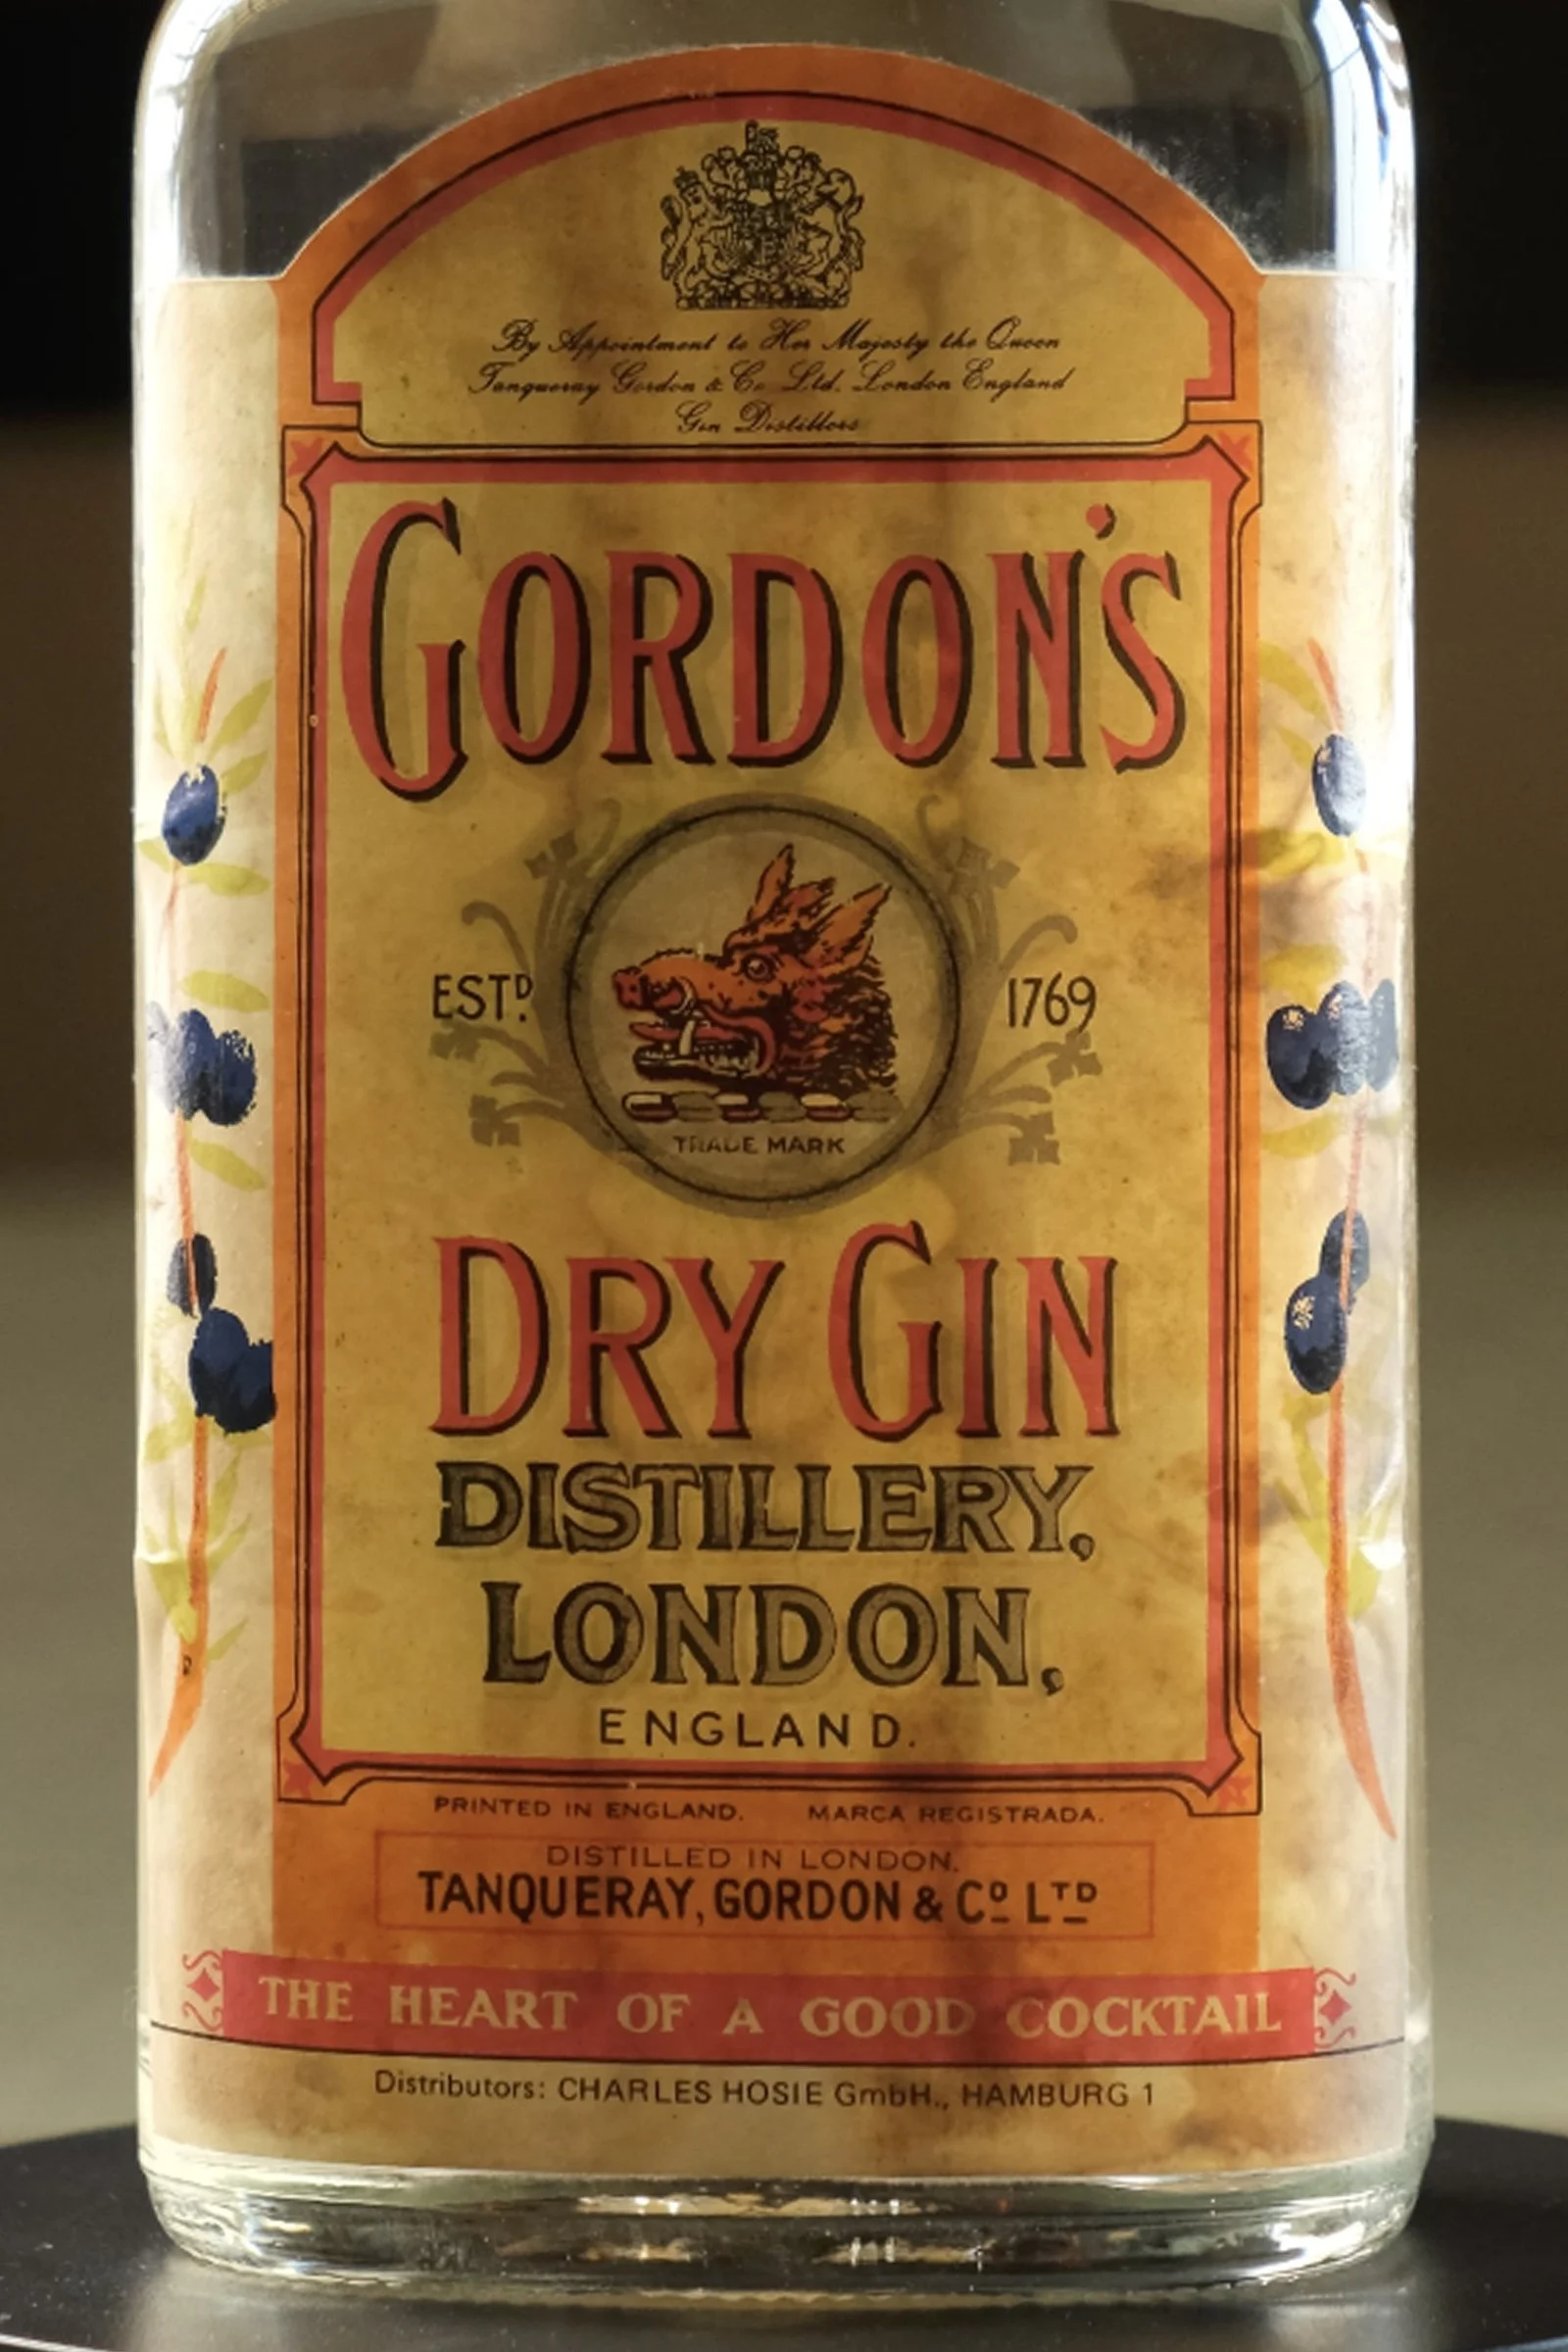 By Appointment to Her Majesty the Queen
Tanqueray Gordon & Co. Ltd. London England
Gin Distillers
GORDON'S
ESTD. 1769
TRADE MARK
DRY GIN
DISTILLERY,
LONDON,
ENGLAND.
PRINTED IN ENGLAND. MARCA REGISTRADA.
DISTILLED IN LONDON.
TANQUERAY, GORDON & CO LTD
THE HEART OF A GOOD COCKTAIL
Distributors: CHARLES HOSIE GmbH., HAMBURG 1